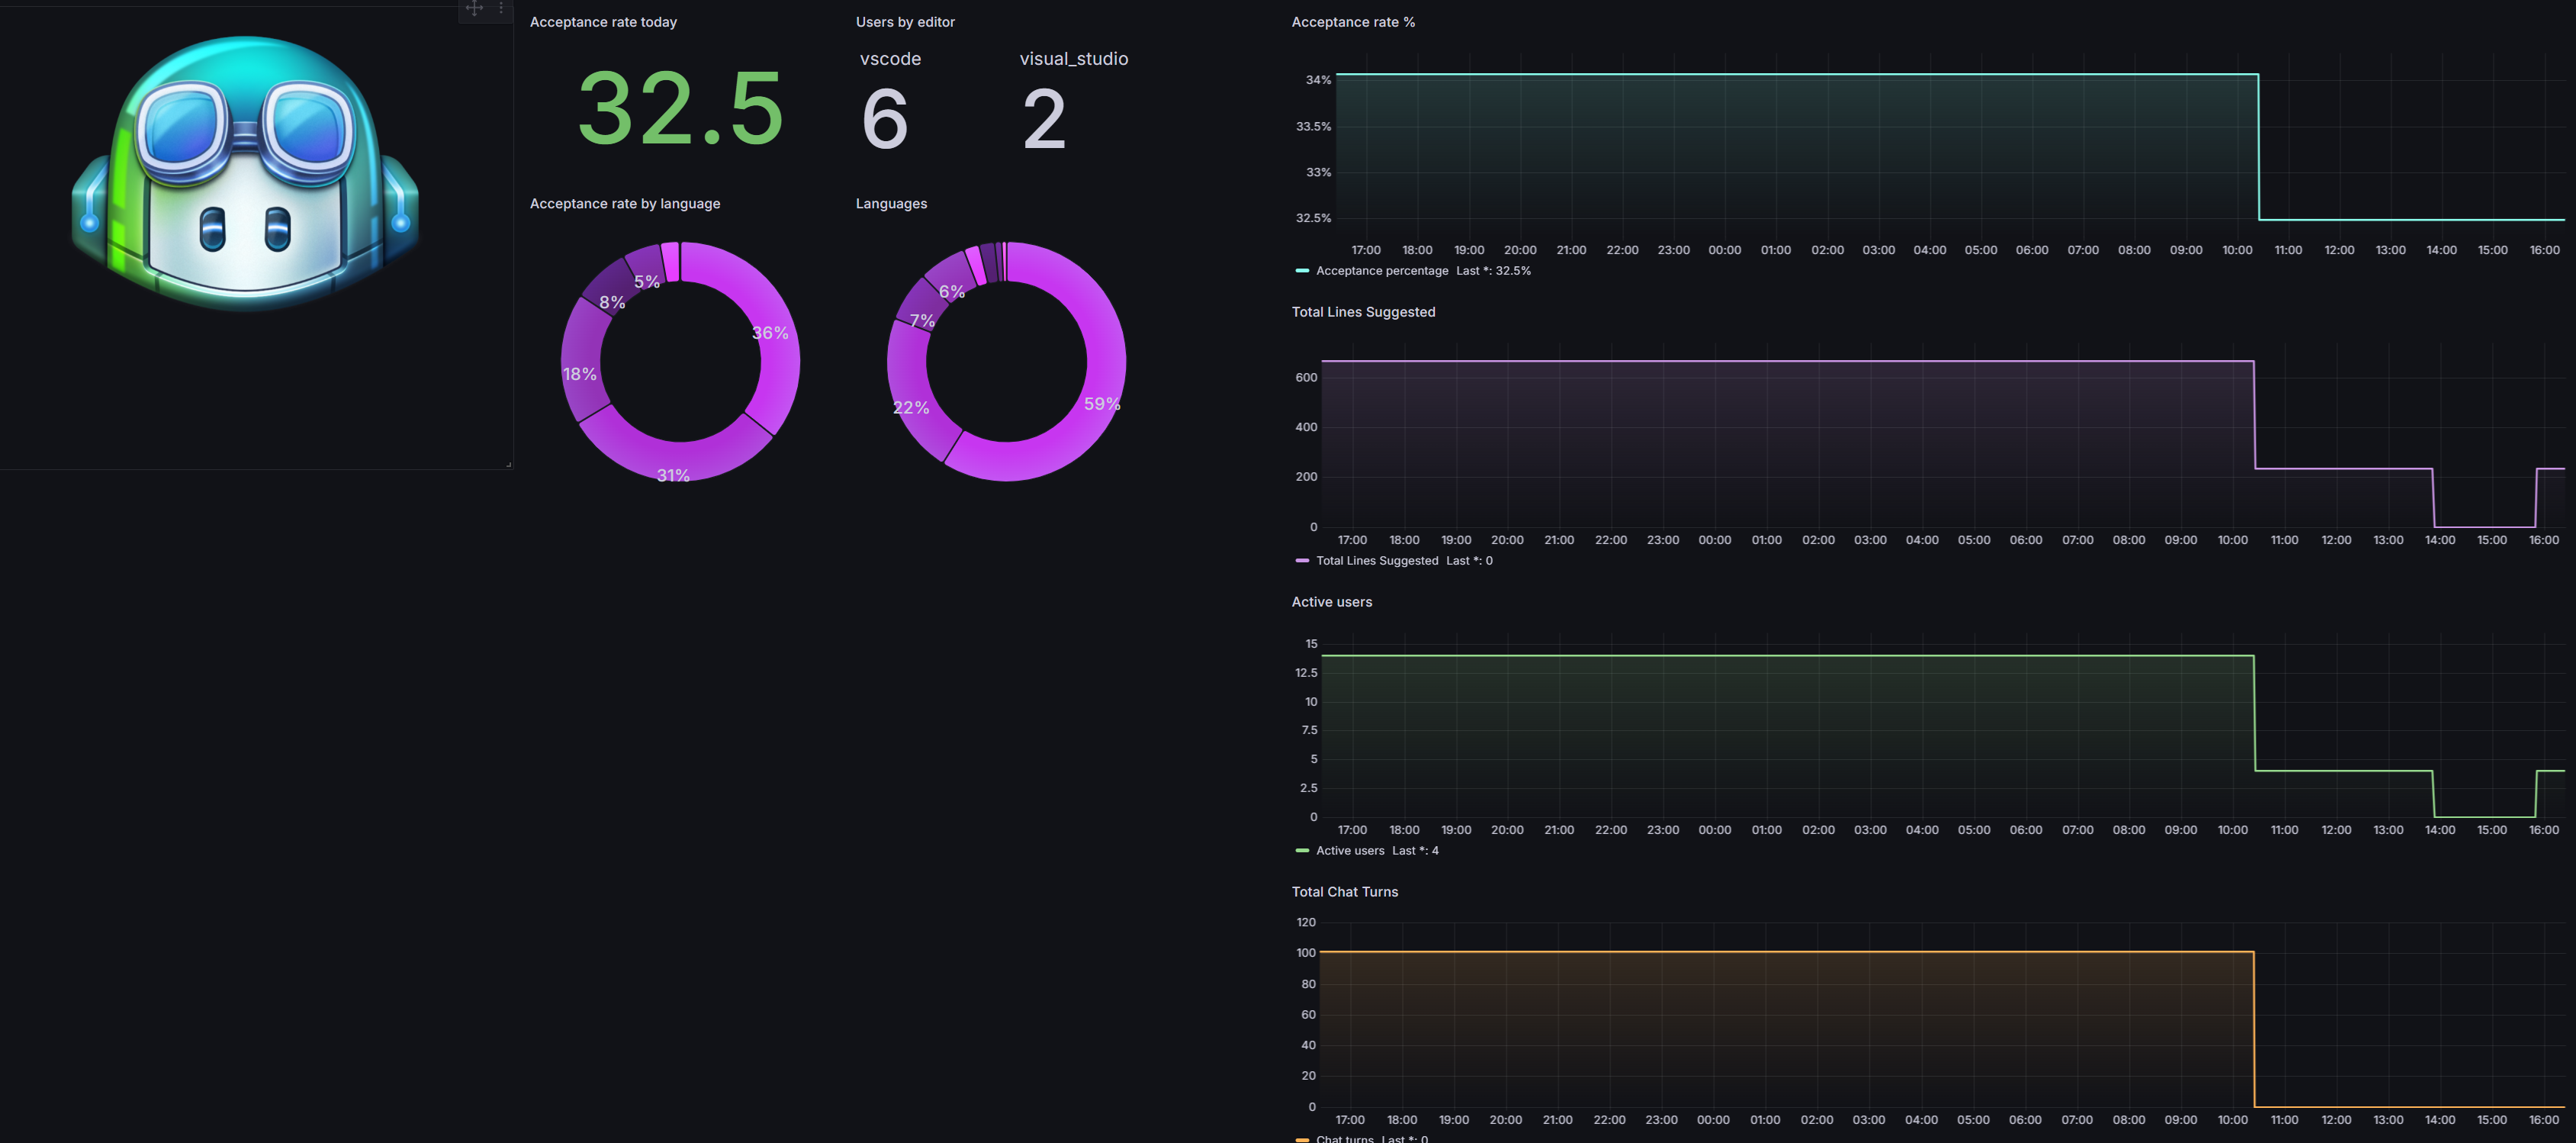 Acceptance rate today
32.5
Users by editor
vscode
visual_studio
6
2
Acceptance rate by language
36%
31%
18%
8%
5%
Languages
59%
22%
7%
6%
Acceptance rate %
34%
33.5%
33%
32.5%
17:00 18:00 19:00 20:00 21:00 22:00 23:00 00:00 01:00 02:00 03:00 04:00 05:00 06:00 07:00 08:00 09:00 10:00 11:00 12:00 13:00 14:00 15:00 16:00
Acceptance percentage Last *: 32.5%
Total Lines Suggested
600
400
200
0
17:00 18:00 19:00 20:00 21:00 22:00 23:00 00:00 01:00 02:00 03:00 04:00 05:00 06:00 07:00 08:00 09:00 10:00 11:00 12:00 13:00 14:00 15:00 16:00
Total Lines Suggested Last *: 0
Active users
15
12.5
10
7.5
5
2.5
0
17:00 18:00 19:00 20:00 21:00 22:00 23:00 00:00 01:00 02:00 03:00 04:00 05:00 06:00 07:00 08:00 09:00 10:00 11:00 12:00 13:00 14:00 15:00 16:00
Active users Last *: 4
Total Chat Turns
120
100
80
60
40
20
0
17:00 18:00 19:00 20:00 21:00 22:00 23:00 00:00 01:00 02:00 03:00 04:00 05:00 06:00 07:00 08:00 09:00 10:00 11:00 12:00 13:00 14:00 15:00 16:00
Chat turns Last *: 0